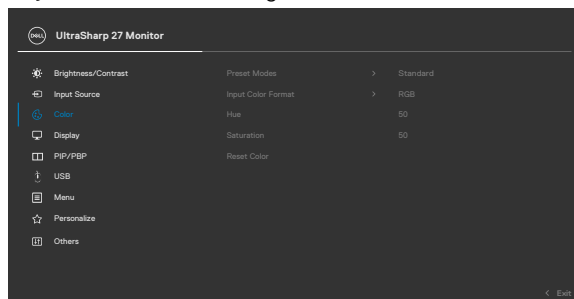 DELL
UltraSharp 27 Monitor
Brightness/Contrast
Preset Modes > Standard
Input Source
Input Color Format > RGB
Color
Hue 50
Display
Saturation 50
PIP/PBP
Reset Color
USB
Menu
Personalize
Others
< Exit